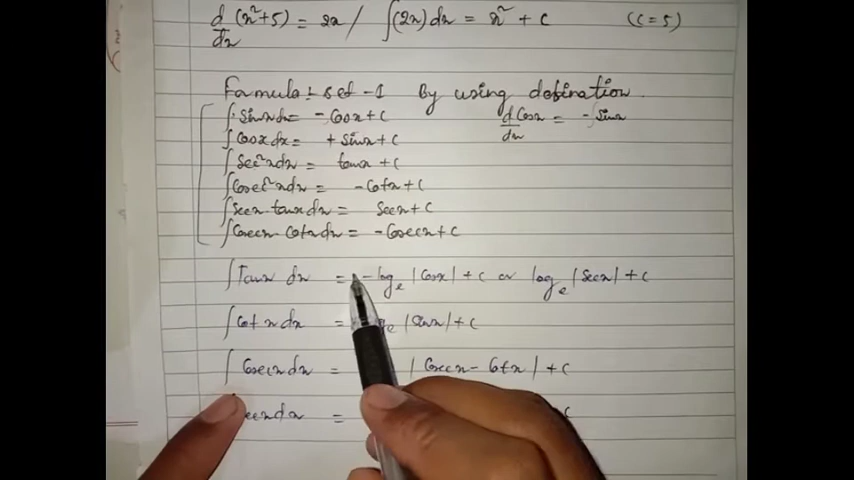 d/dx (x²+5) = 2x / ∫(2x) dx = x² + c (c = 5)
Formula :- set - 1 By using defination
∫ sinx dx = - cosx + c d/dx cosx = - sinx
∫ cosx dx = + sinx + c
∫ sec²x dx = tanx + c
∫ cosec²x dx = - cotx + c
∫ secx - tanx dx = secx + c
∫ cosecx - cotx dx = - cosecx + c
∫ Tanx dx = - logₑ |cosx| + c or logₑ |secx| + c
∫ cotx dx = |sinx| + c
∫ cosecx dx = | cosecx - cotx | + c
dx = c